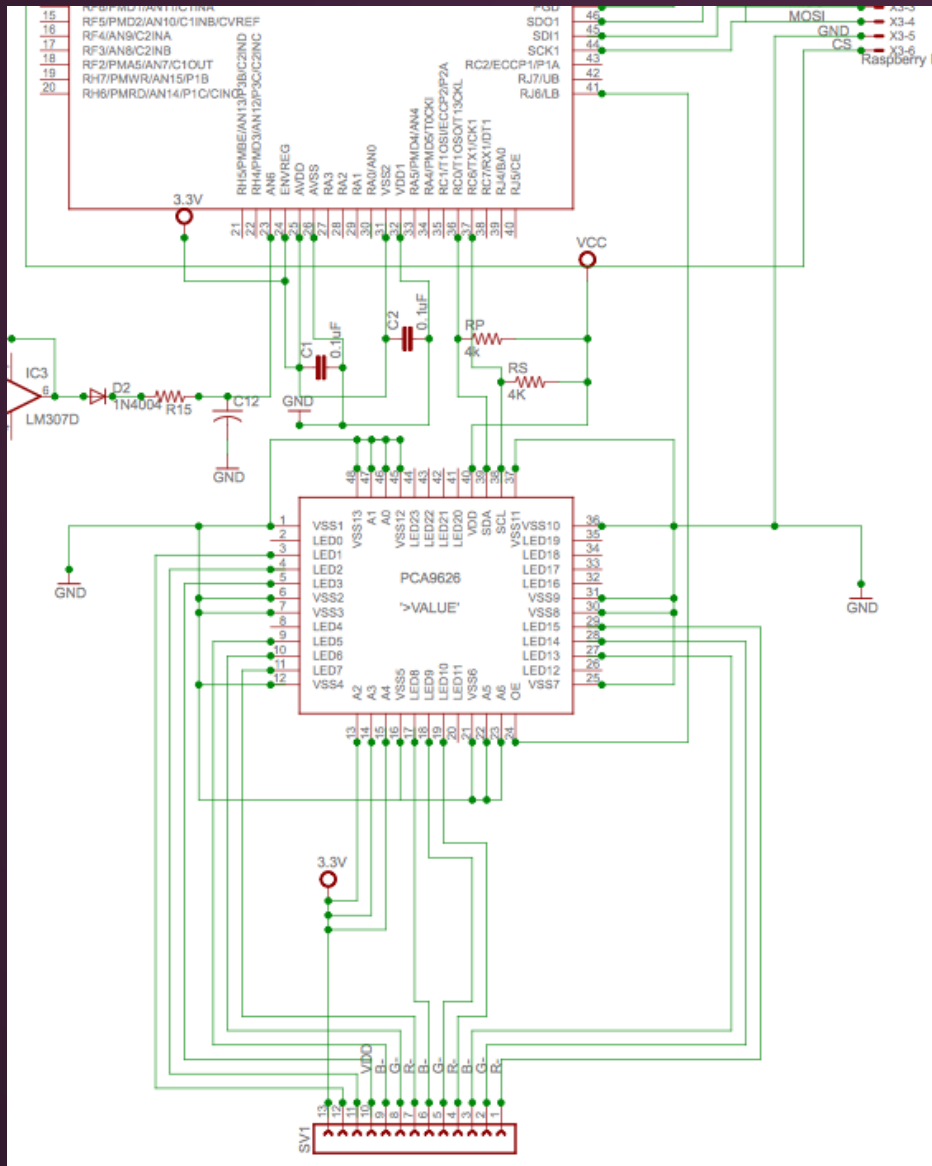 15
RF5/PMD2/AN10/C1INB/CVREF
16
RF4/AN9/C2INA
17
RF3/AN8/C2INB
18
RF2/PMA5/AN7/C1OUT
19
RH7/PMWR/AN15/P1B
20
RH6/PMRD/AN14/P1C/CIN
46
SDO1
45
SDI1
44
SCK1
43
RC2/ECCP1/P1A
42
RJ7/UB
41
RJ6/LB
MOSI
GND
CS
X3-4
X3-5
X3-6
Raspberry
RH5/PMBE/AN13/P3B/C2IND
RH4/PMD3/AN12/P3C/C2INC
AN6
ENVREG
AVDD
AVSS
RA3
RA2
RA1
RA0/AN0
VSS2
VDD1
RA5/PMD4/AN4
RA4/PMD5/T0CKI
RC1/T1OSI/ECCP2/P2A
RC0/T1OSO/T13CKL
RC6/TX1/CK1
RC7/RX1/DT1
RJ4/BA0
RJ5/CE
21
22
23
24
25
26
27
28
29
30
31
32
33
34
35
36
37
38
39
40
3.3V
VCC
C1
0.1uF
C2
0.1uF
RP
4k
RS
4K
IC3
6
LM307D
D2
1N4004
R15
C12
GND
GND
48
47
46
45
44
43
42
41
40
39
38
37
VSS13
A1
A0
VSS12
LED23
LED22
LED21
LED20
VDD
SDA
SCL
VSS11
1
VSS1
2
LED0
3
LED1
4
LED2
5
LED3
6
VSS2
7
VSS3
8
LED4
9
LED5
10
LED6
11
LED7
12
VSS4
PCA9626
'>VALUE'
VSS10
36
LED19
35
LED18
34
LED17
33
LED16
32
VSS9
31
VSS8
30
LED15
29
LED14
28
LED13
27
LED12
26
VSS7
25
A2
A3
A4
VSS5
LED8
LED9
LED10
LED11
VSS6
A5
A6
OE
13
14
15
16
17
18
19
20
21
22
23
24
GND
GND
3.3V
VDD
B-
G-
R-
B-
G-
R-
B-
G-
R-
13
12
11
10
9
8
7
6
5
4
3
2
1
SV1